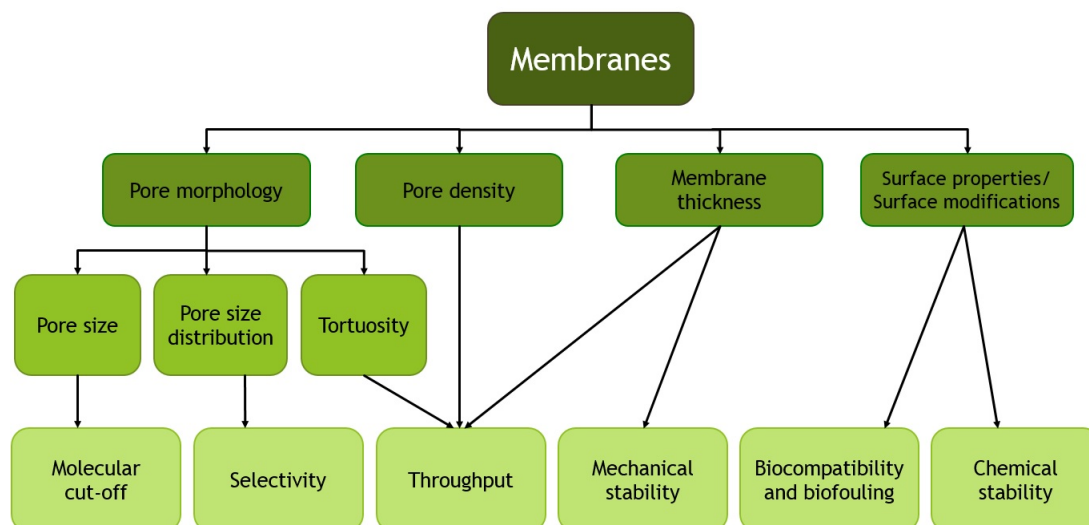 Membranes
Pore morphology
Pore density
Membrane
thickness
Surface properties/
Surface modifications
Pore size
Pore size
distribution
Tortuosity
Molecular
cut-off
Selectivity
Throughput
Mechanical
stability
Biocompatibility
and biofouling
Chemical
stability